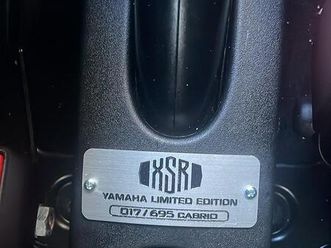 XSR
YAMAHA LIMITED EDITION
017/695 CABRIO